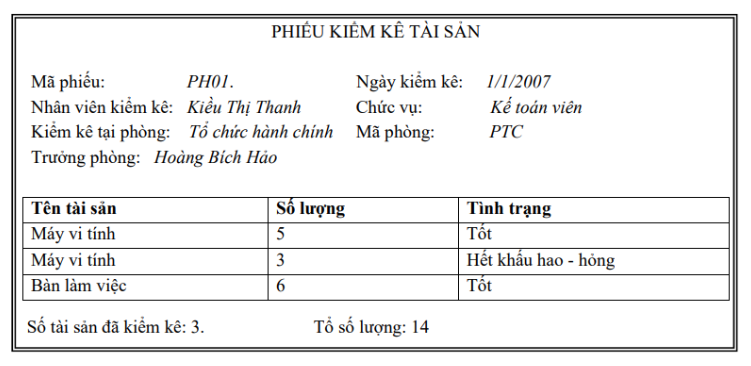 PHIẾU KIỂM KÊ TÀI SẢN
Mã phiếu: PH01. Ngày kiểm kê: 1/1/2007
Nhân viên kiểm kê: Kiều Thị Thanh Chức vụ: Kế toán viên
Kiểm kê tại phòng: Tổ chức hành chính Mã phòng: PTC
Trưởng phòng: Hoàng Bích Hảo
Tên tài sản Số lượng Tình trạng
Máy vi tính 5 Tốt
Máy vi tính 3 Hết khấu hao - hỏng
Bàn làm việc 6 Tốt
Số tài sản đã kiểm kê: 3. Tổ số lượng: 14